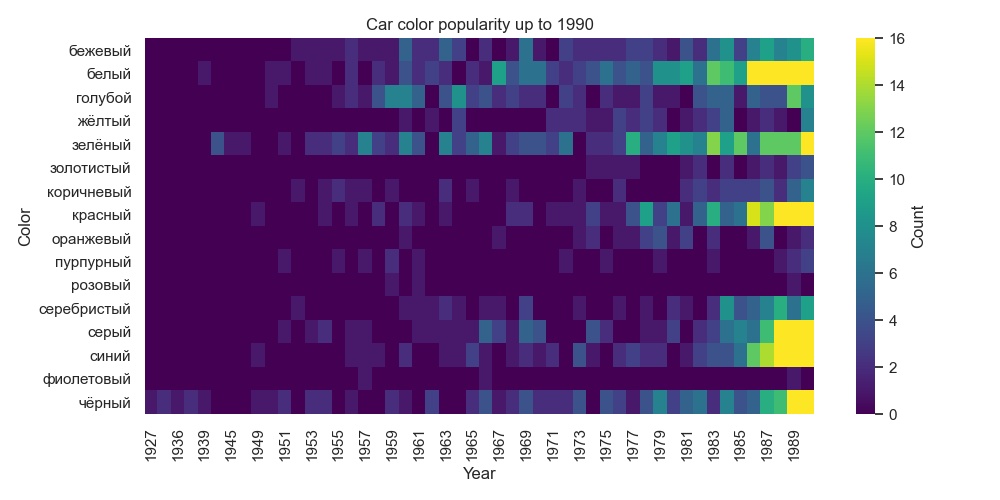 Car color popularity up to 1990
Color
бежевый
белый
голубой
жёлтый
зелёный
золотистый
коричневый
красный
оранжевый
пурпурный
розовый
серебристый
серый
синий
фиолетовый
чёрный
1927 1936 1939 1945 1949 1951 1953 1955 1957 1959 1961 1963 1965 1967 1969 1971 1973 1975 1977 1979 1981 1983 1985 1987 1989
Year
16
14
12
10
8
6
4
2
0
Count